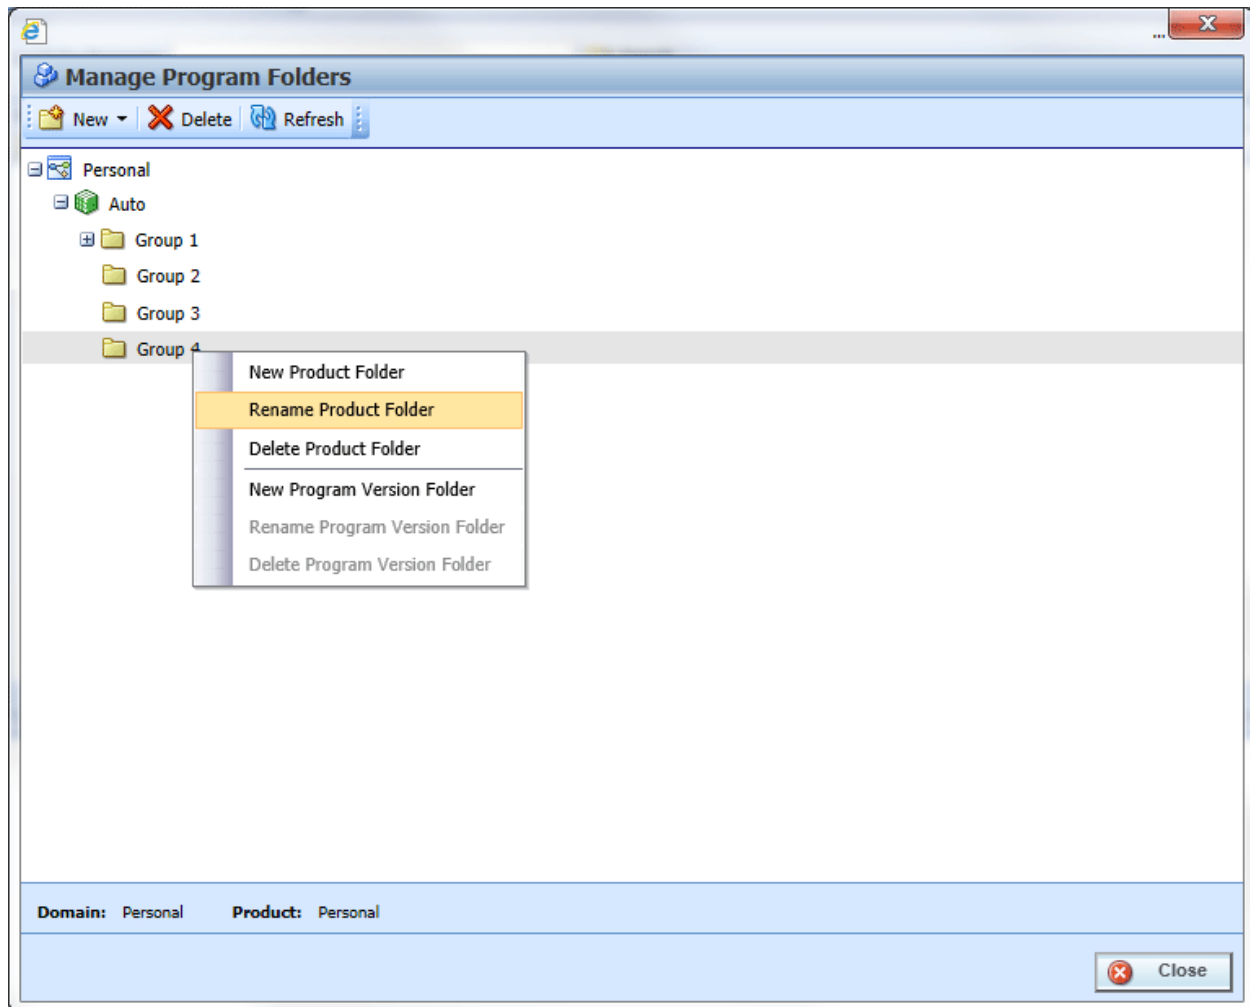 ...
Manage Program Folders
New Delete Refresh
Personal
Auto
Group 1
Group 2
Group 3
Group 4
New Product Folder
Rename Product Folder
Delete Product Folder
New Program Version Folder
Rename Program Version Folder
Delete Program Version Folder
Domain: Personal Product: Personal
Close